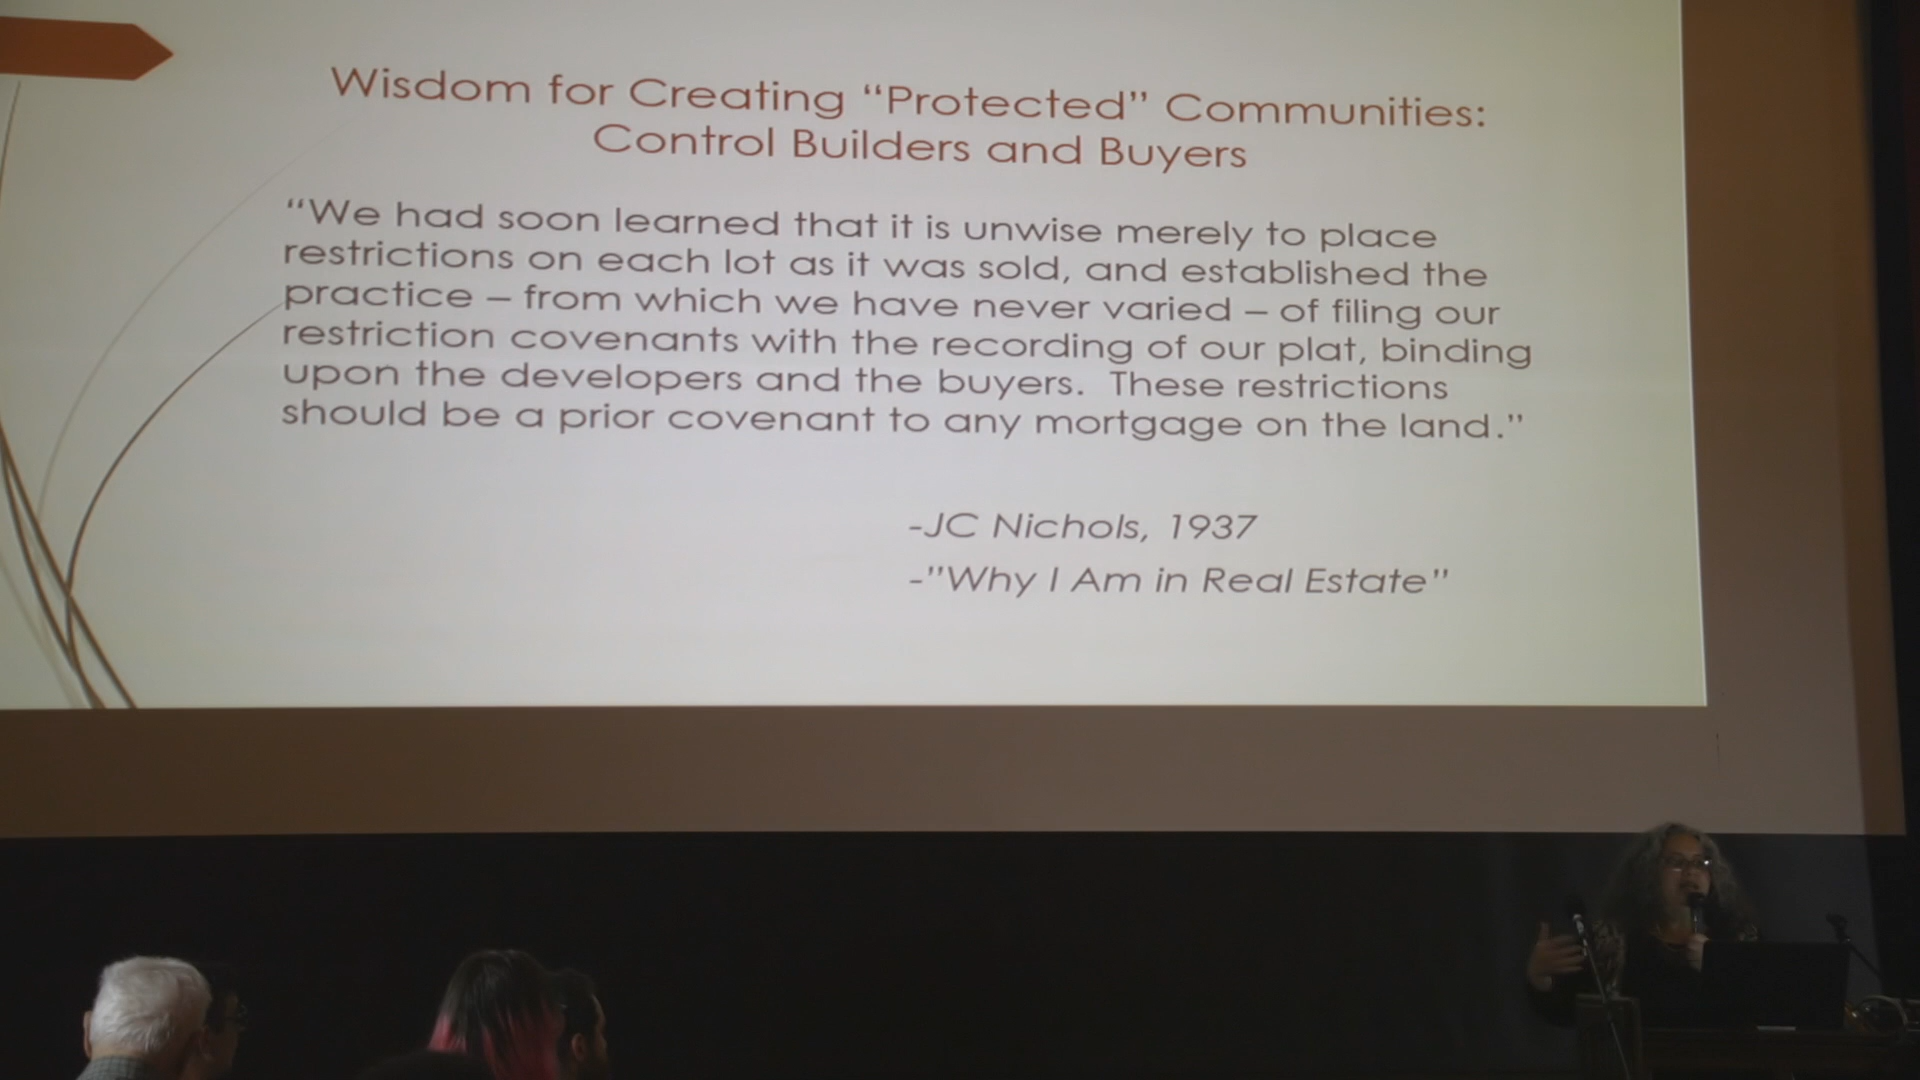 Wisdom for Creating “Protected” Communities:
Control Builders and Buyers
“We had soon learned that it is unwise merely to place
restrictions on each lot as it was sold, and established the
practice – from which we have never varied – of filing our
restriction covenants with the recording of our plat, binding
upon the developers and the buyers. These restrictions
should be a prior covenant to any mortgage on the land.”
-JC Nichols, 1937
-"Why I Am in Real Estate"